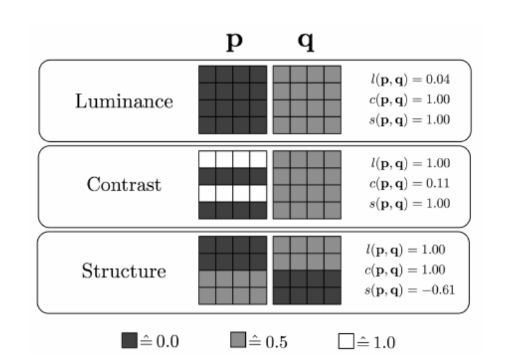 p q
Luminance
l(p, q) = 0.04
c(p, q) = 1.00
s(p, q) = 1.00
Contrast
l(p, q) = 1.00
c(p, q) = 0.11
s(p, q) = 1.00
Structure
l(p, q) = 1.00
c(p, q) = 1.00
s(p, q) = −0.61
≙ 0.0 ≙ 0.5 ≙ 1.0